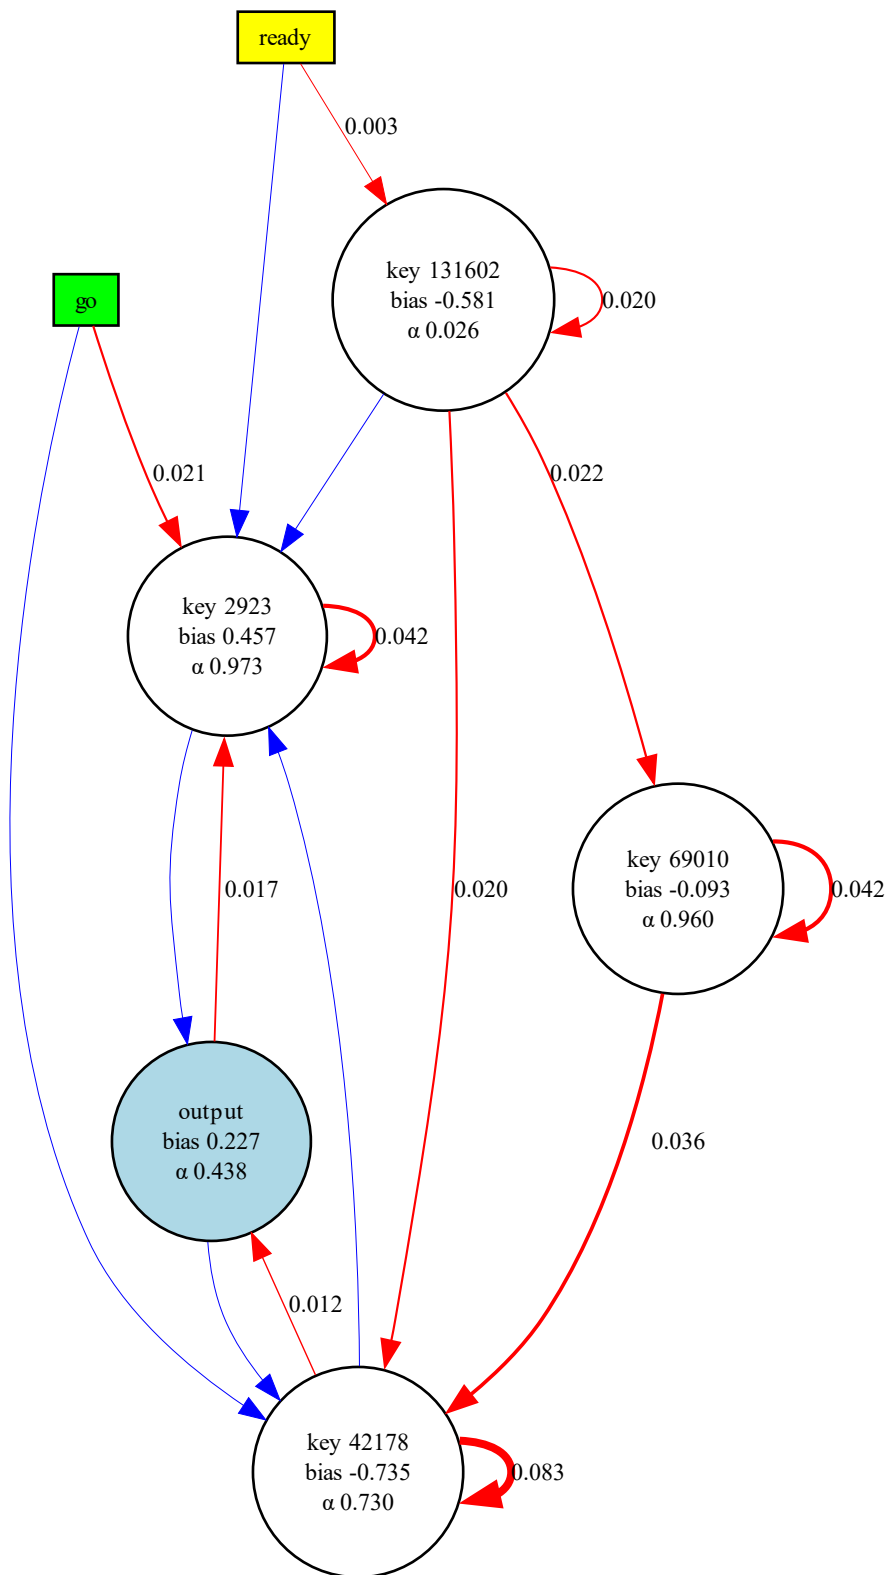 ready
0.003
key 131602
bias -0.581
α 0.026
0.020
go
0.021
0.022
key 2923
bias 0.457
α 0.973
0.042
key 69010
bias -0.093
α 0.960
0.042
0.017
0.020
output
bias 0.227
α 0.438
0.036
0.012
key 42178
bias -0.735
α 0.730
0.083